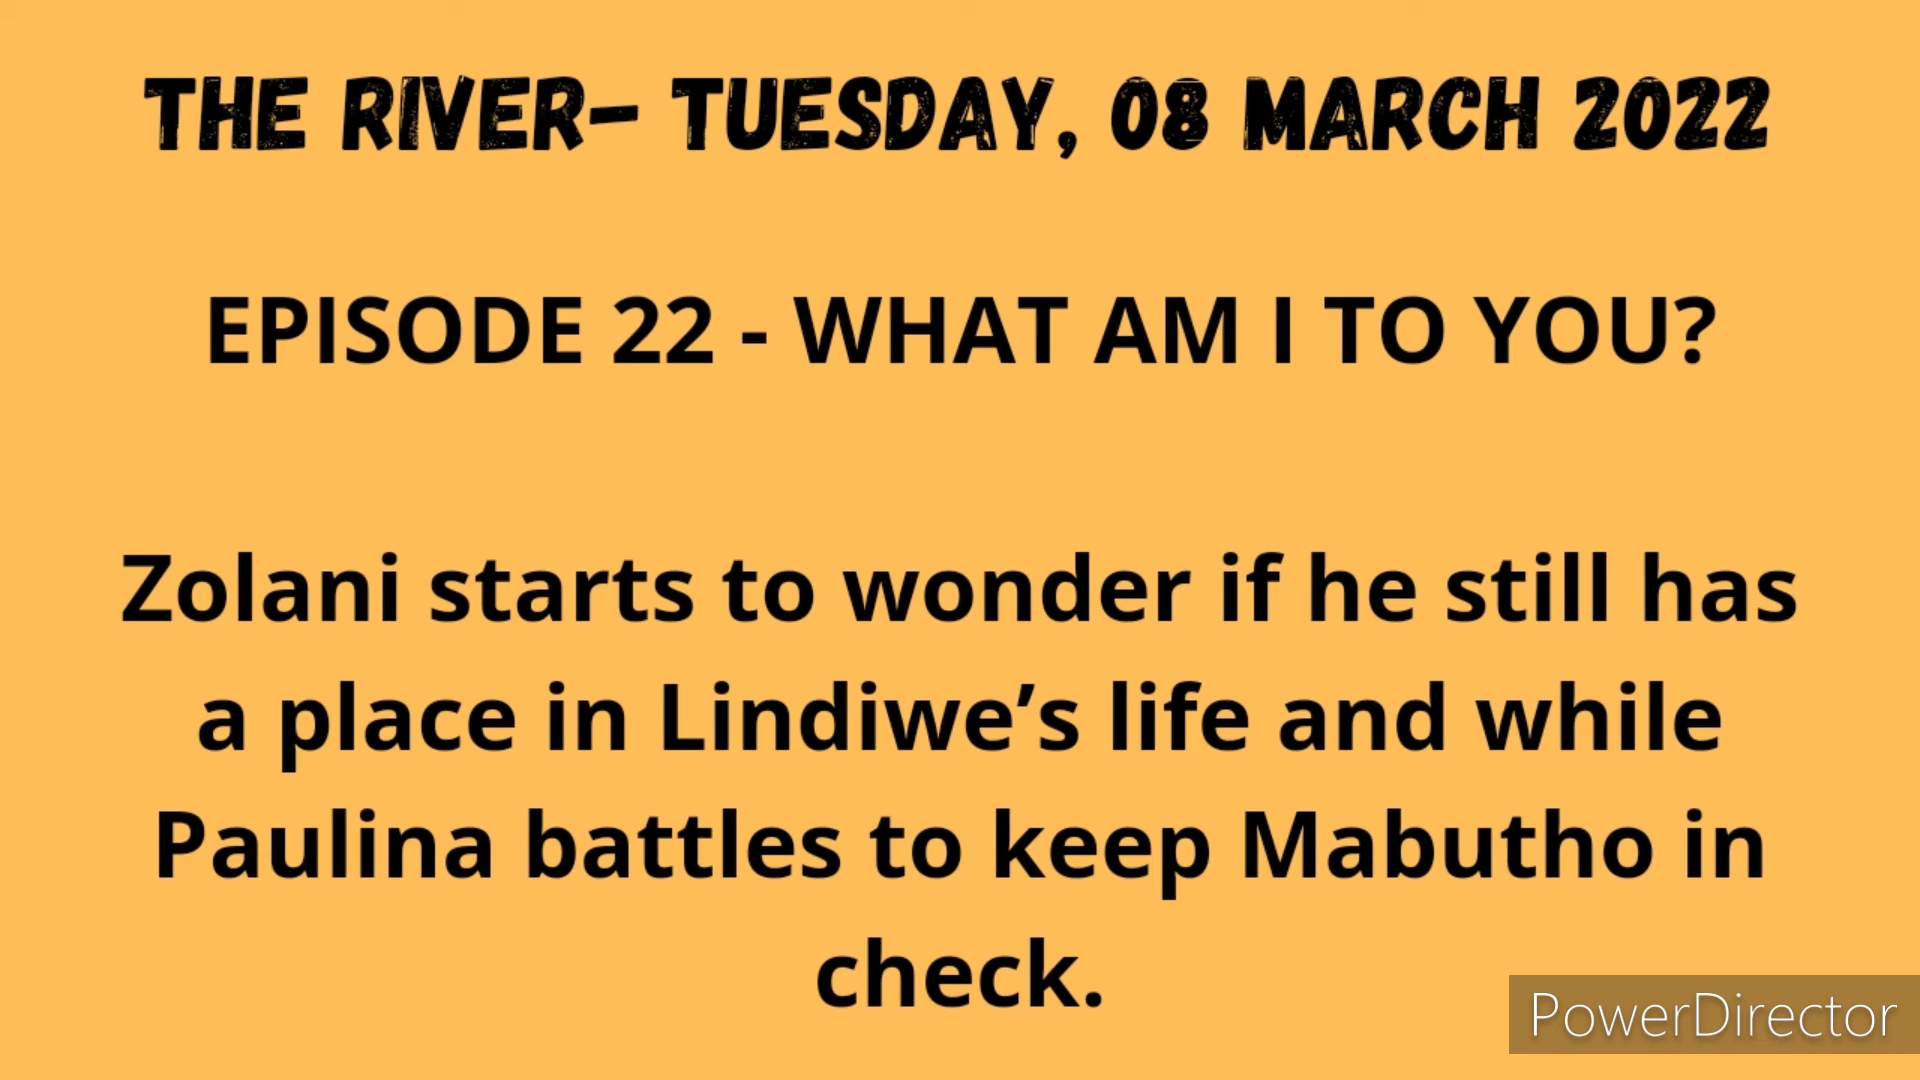 THE RIVER- TUESDAY, 08 MARCH 2022
EPISODE 22 - WHAT AM I TO YOU?
Zolani starts to wonder if he still has
a place in Lindiwe’s life and while
Paulina battles to keep Mabutho in
check.
PowerDirector